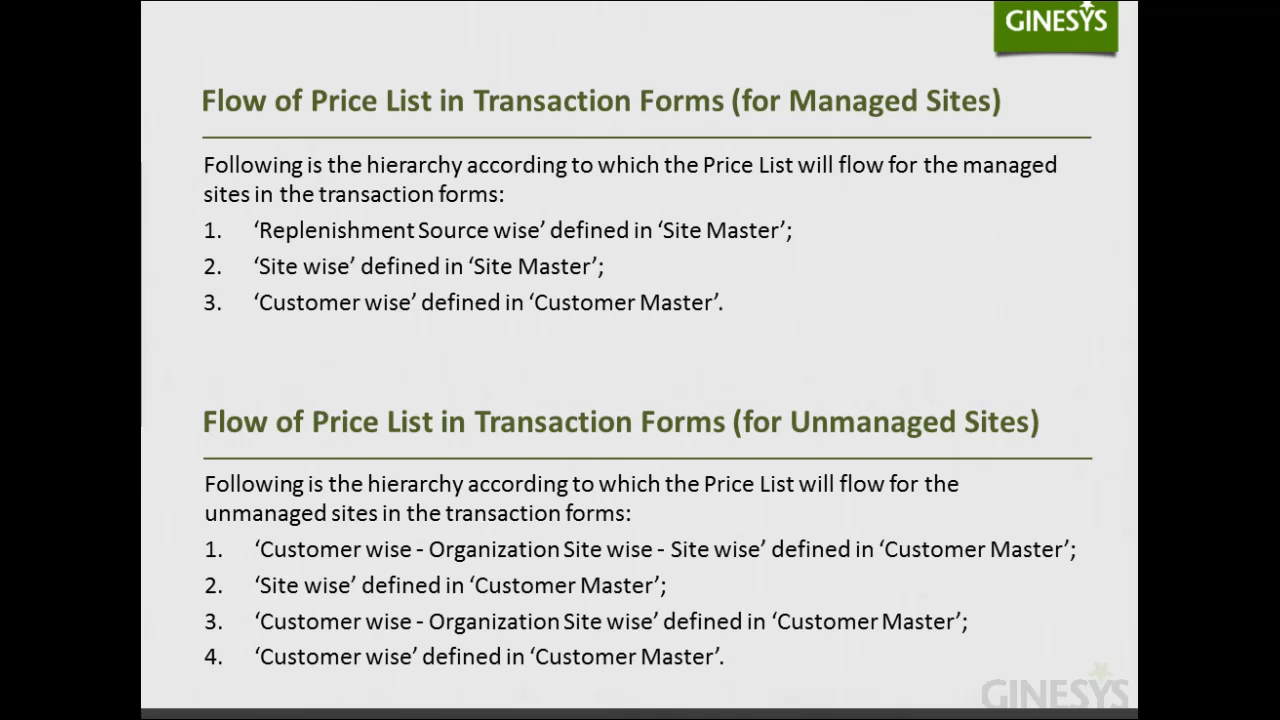 GINESYS
Flow of Price List in Transaction Forms (for Managed Sites)
Following is the hierarchy according to which the Price List will flow for the managed
sites in the transaction forms:
1. ‘Replenishment Source wise’ defined in ‘Site Master’;
2. ‘Site wise’ defined in ‘Site Master’;
3. ‘Customer wise’ defined in ‘Customer Master’.
Flow of Price List in Transaction Forms (for Unmanaged Sites)
Following is the hierarchy according to which the Price List will flow for the
unmanaged sites in the transaction forms:
1. ‘Customer wise - Organization Site wise - Site wise’ defined in ‘Customer Master’;
2. ‘Site wise’ defined in ‘Customer Master’;
3. ‘Customer wise - Organization Site wise’ defined in ‘Customer Master’;
4. ‘Customer wise’ defined in ‘Customer Master’.
GINESYS